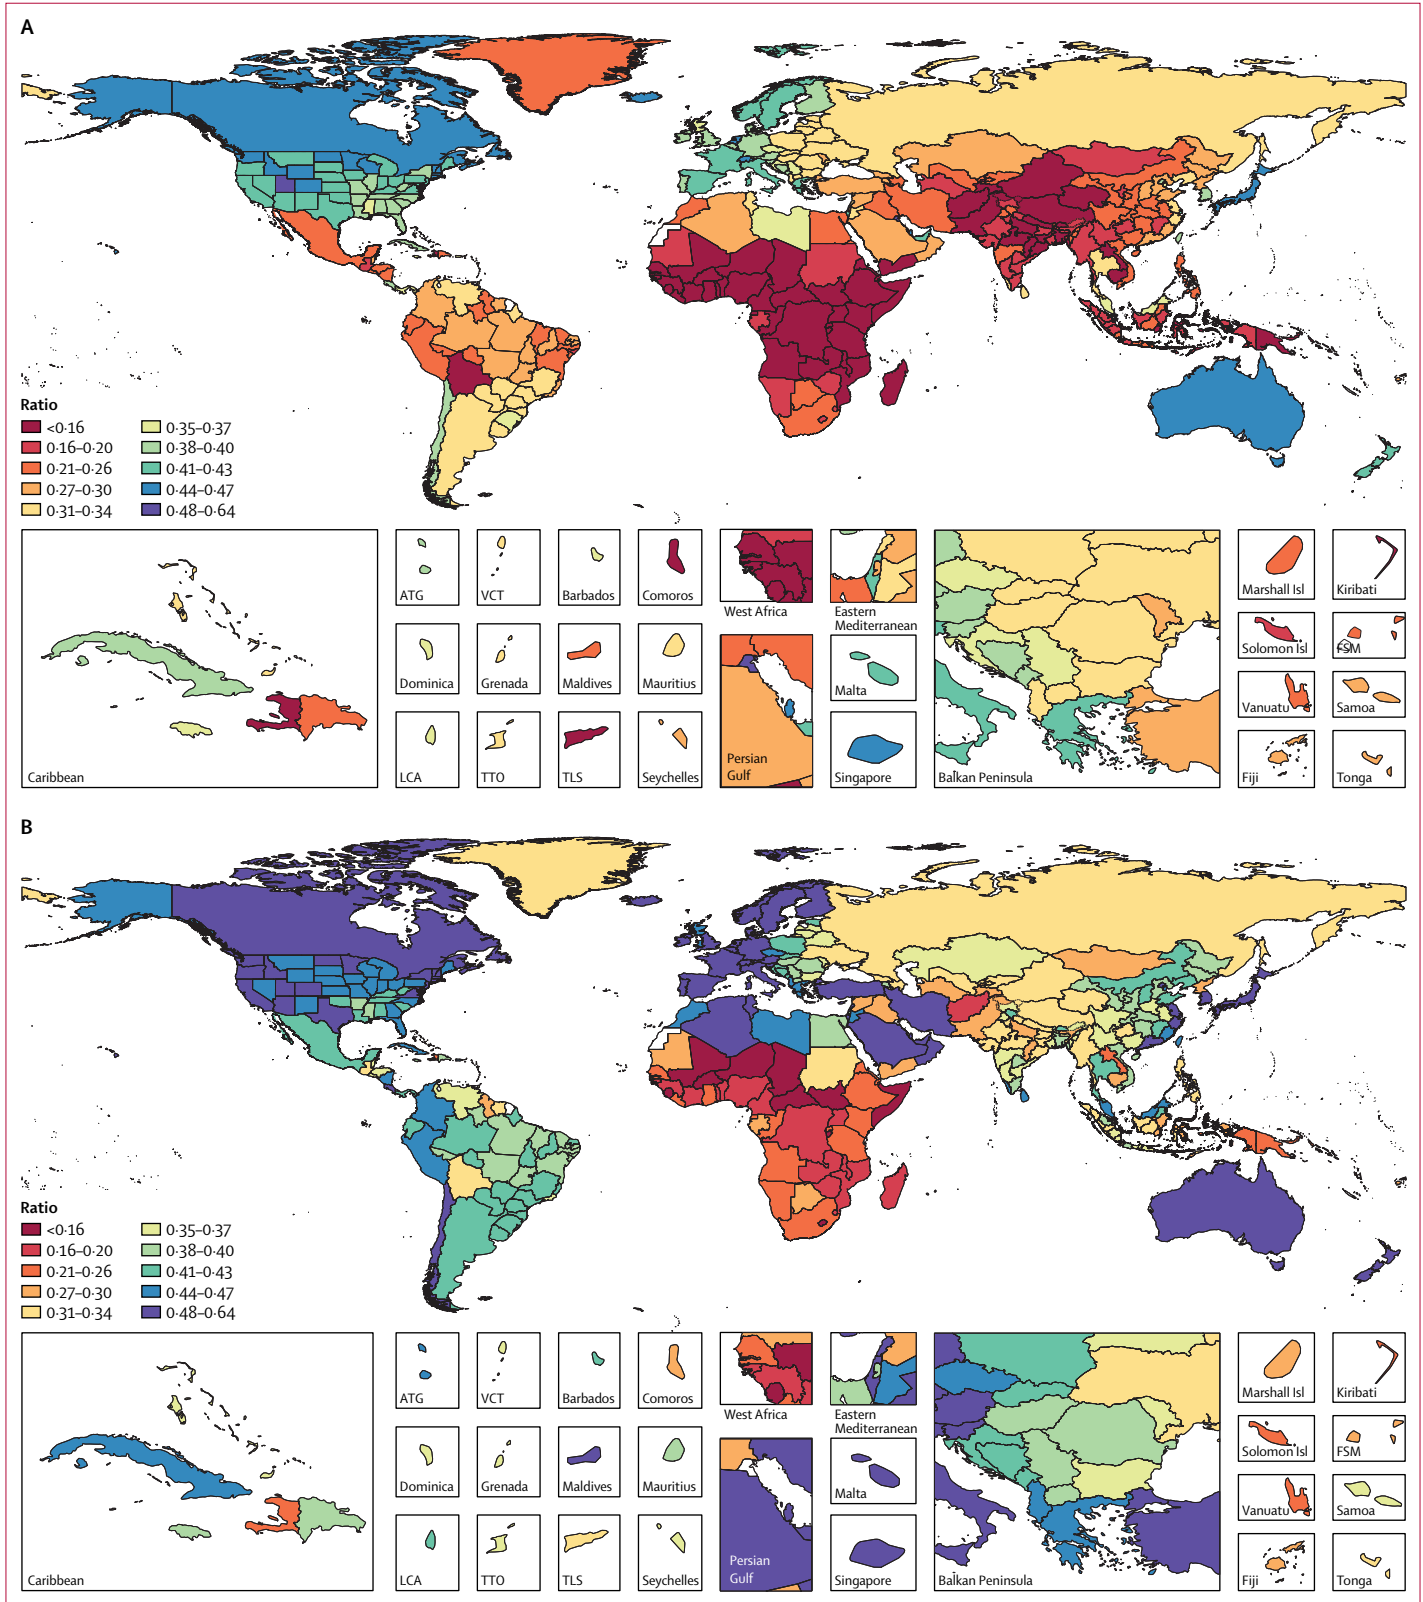 A
Ratio
<0·16
0·16–0·20
0·21–0·26
0·27–0·30
0·31–0·34
0·35–0·37
0·38–0·40
0·41–0·43
0·44–0·47
0·48–0·64
Caribbean
ATG
VCT
Barbados
Comoros
Dominica
Grenada
Maldives
Mauritius
LCA
TTO
TLS
Seychelles
West Africa
Eastern
Mediterranean
Persian
Gulf
Malta
Singapore
Balkan Peninsula
Marshall Isl
Kiribati
Solomon Isl
FSM
Vanuatu
Samoa
Fiji
Tonga
B
Ratio
<0·16
0·16–0·20
0·21–0·26
0·27–0·30
0·31–0·34
0·35–0·37
0·38–0·40
0·41–0·43
0·44–0·47
0·48–0·64
Caribbean
ATG
VCT
Barbados
Comoros
Dominica
Grenada
Maldives
Mauritius
LCA
TTO
TLS
Seychelles
West Africa
Eastern
Mediterranean
Persian
Gulf
Malta
Singapore
Balkan Peninsula
Marshall Isl
Kiribati
Solomon Isl
FSM
Vanuatu
Samoa
Fiji
Tonga